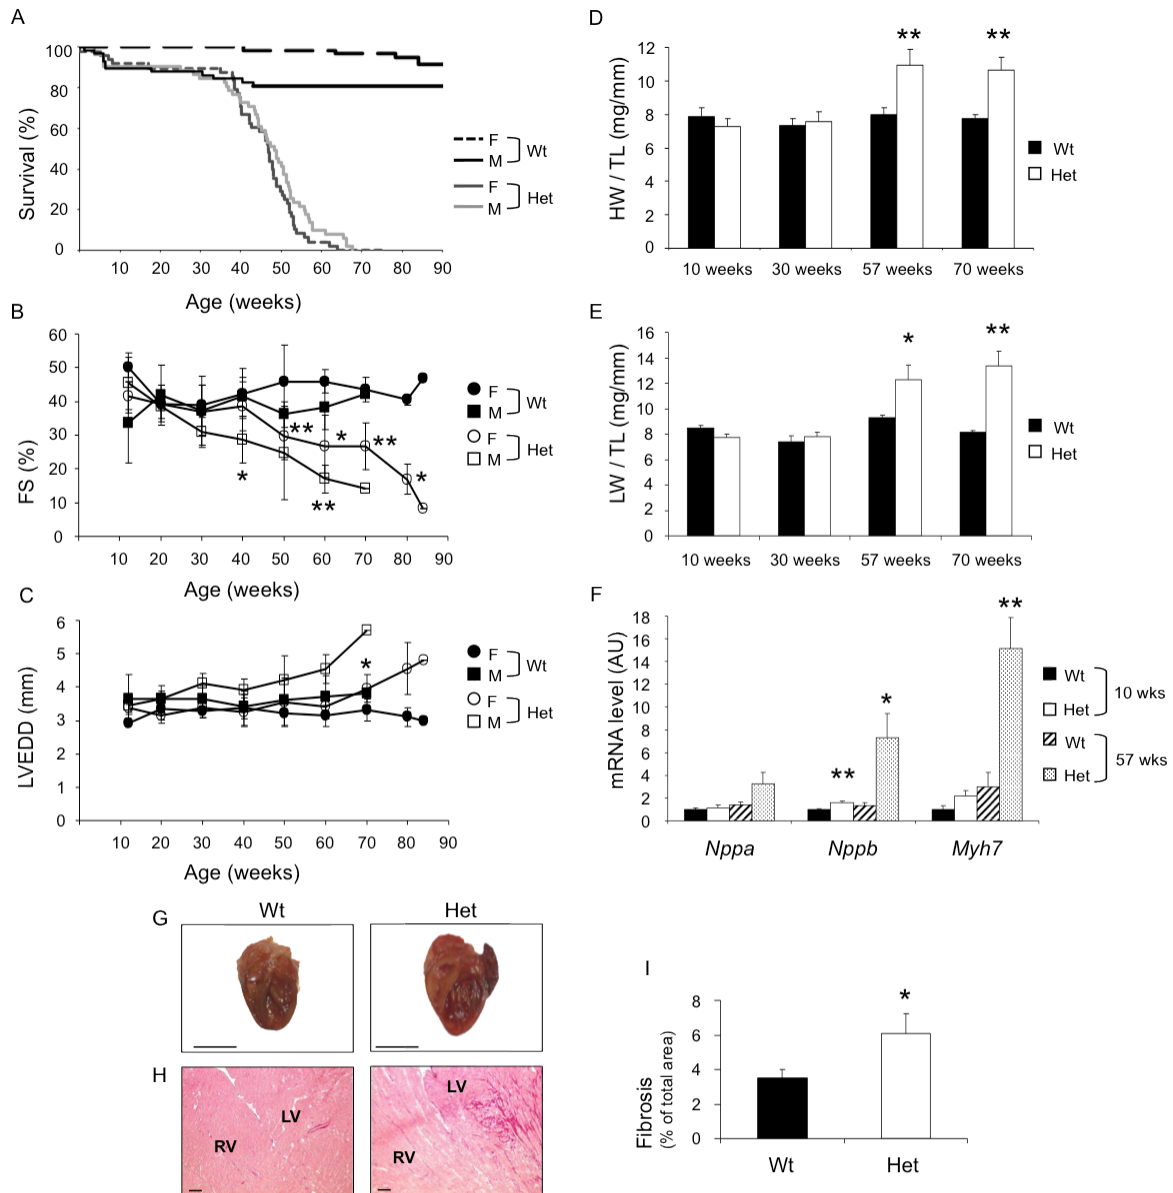 A
100
80
60
40
20
0
Survival (%)
10 20 30 40 50 60 70 80 90
Age (weeks)
F
M
Wt
F
M
Het
B
60
50
40
30
20
10
0
FS (%)
** * **
* ** *
10 20 30 40 50 60 70 80 90
Age (weeks)
F
M
Wt
F
M
Het
C
6
5
4
3
2
1
0
LVEDD (mm)
*
10 20 30 40 50 60 70 80 90
Age (weeks)
F
M
Wt
F
M
Het
D
12
10
8
6
4
2
0
HW / TL (mg/mm)
** **
10 weeks 30 weeks 57 weeks 70 weeks
Wt
Het
E
16
14
12
10
8
6
4
2
0
LW / TL (mg/mm)
* **
10 weeks 30 weeks 57 weeks 70 weeks
Wt
Het
F
18
16
14
12
10
8
6
4
2
0
mRNA level (AU)
** * **
Nppa Nppb Myh7
Wt
Het
10 wks
Wt
Het
57 wks
G
Wt Het
H
LV
RV
LV
RV
I
8
6
4
2
0
Fibrosis
(% of total area)
*
Wt Het